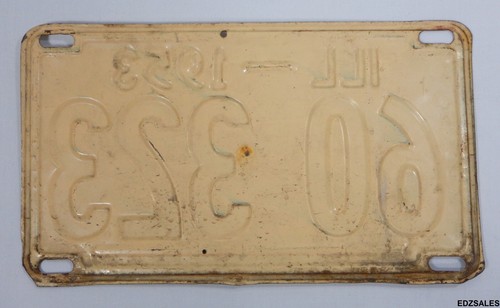 ILL — 1953
60 323
EDZSALES